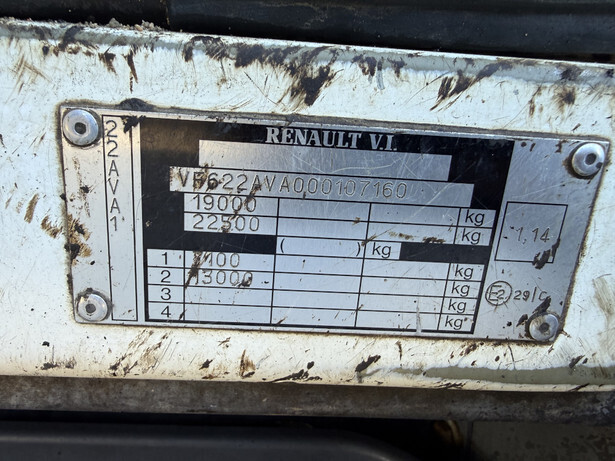 RENAULT V.I.
22AVA1
VF622AVA000107160
19000 kg
22500 kg
( ) kg
1 kg
2 13000 kg
3 kg
4 kg
1,14
E2 29/C